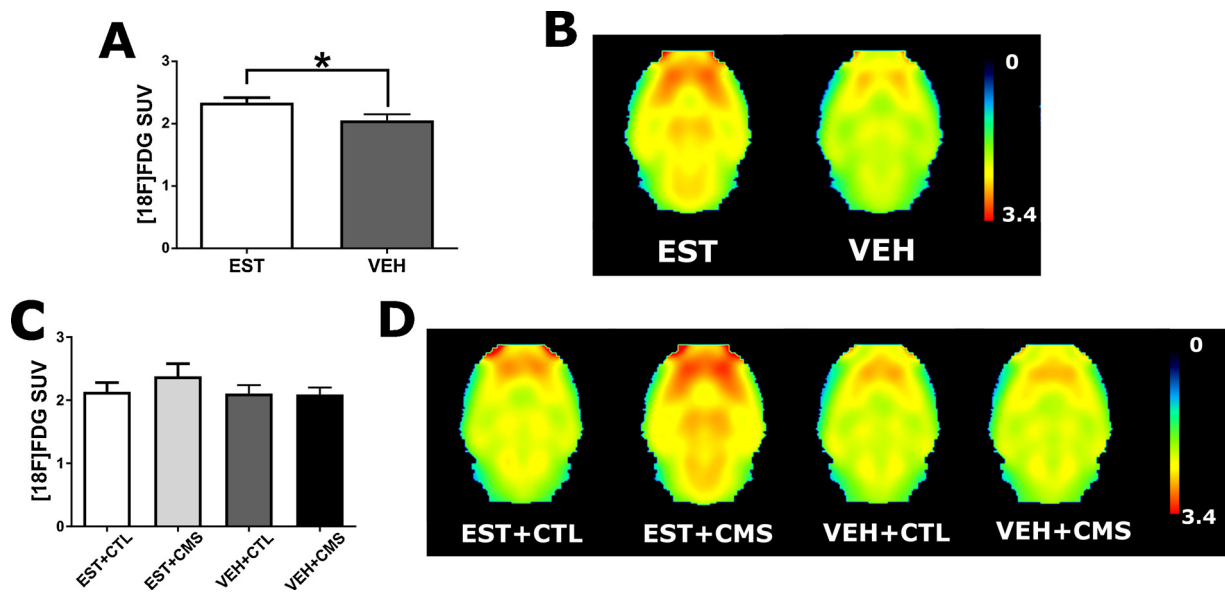 A
[18F]FDG SUV
3
2
1
0
*
EST
VEH
B
0
3.4
EST
VEH
C
[18F]FDG SUV
3
2
1
0
EST+CTL
EST+CMS
VEH+CTL
VEH+CMS
D
0
3.4
EST+CTL
EST+CMS
VEH+CTL
VEH+CMS